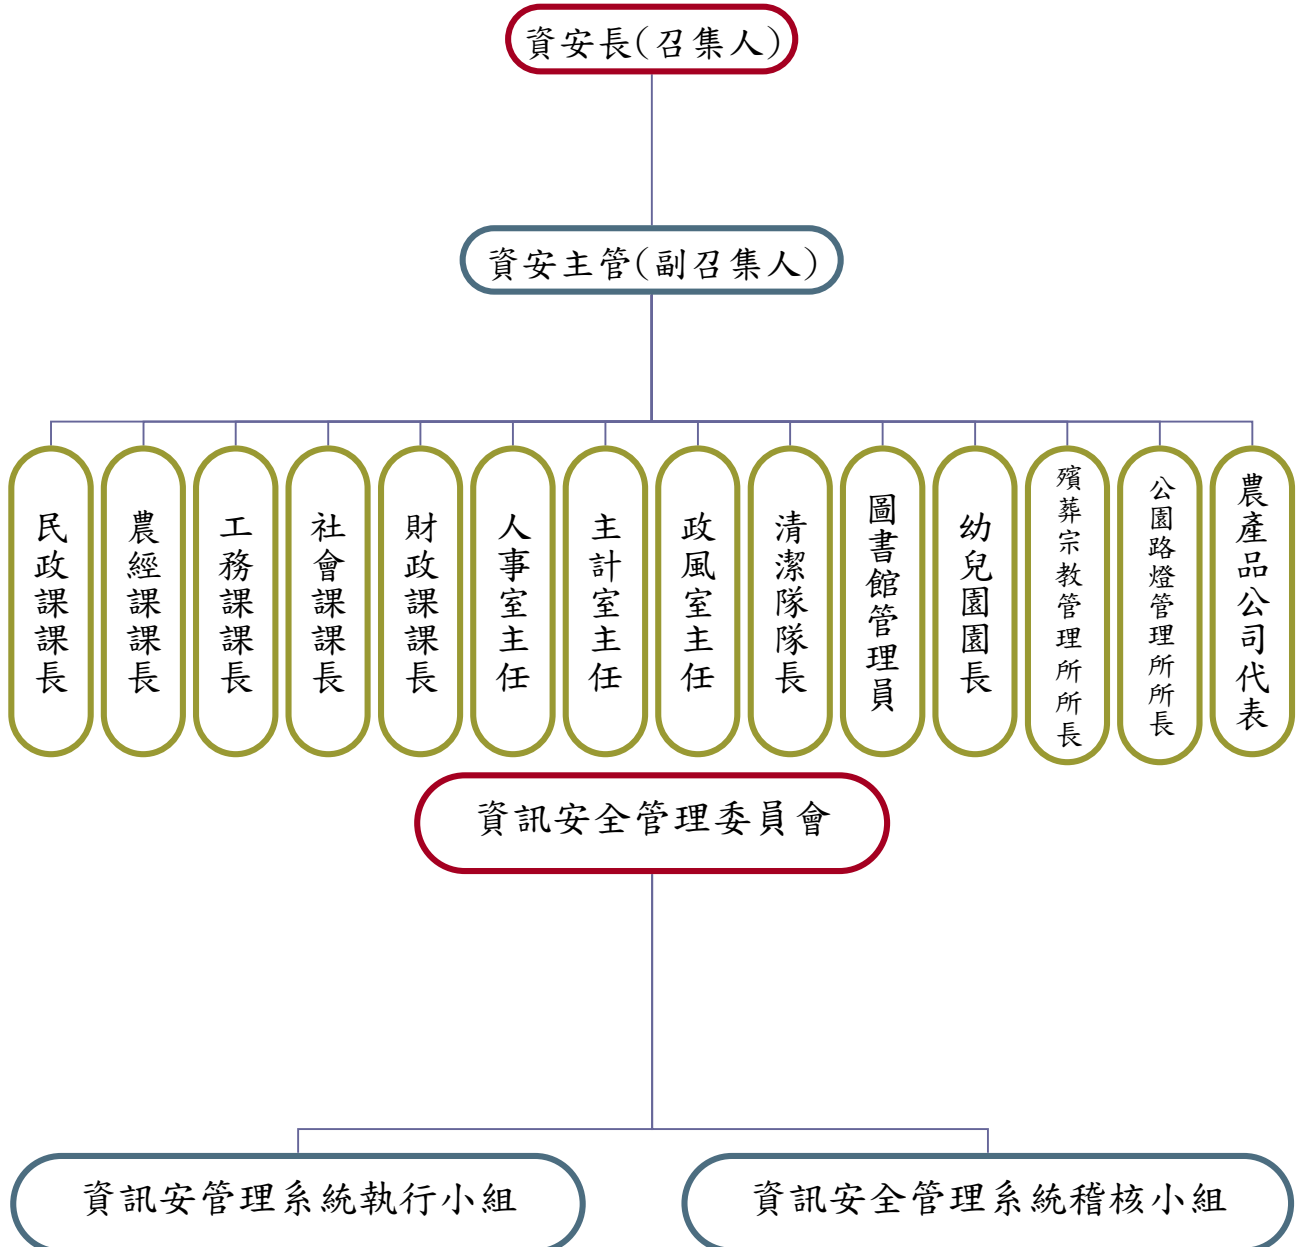 資安長(召集人)
資安主管(副召集人)
民政課課長
農經課課長
工務課課長
社會課課長
財政課課長
人事室主任
主計室主任
政風室主任
清潔隊隊長
圖書館管理員
幼兒園園長
殯葬宗教管理所所長
公園路燈管理所所長
農產品公司代表
資訊安全管理委員會
資訊安管理系統執行小組
資訊安全管理系統稽核小組